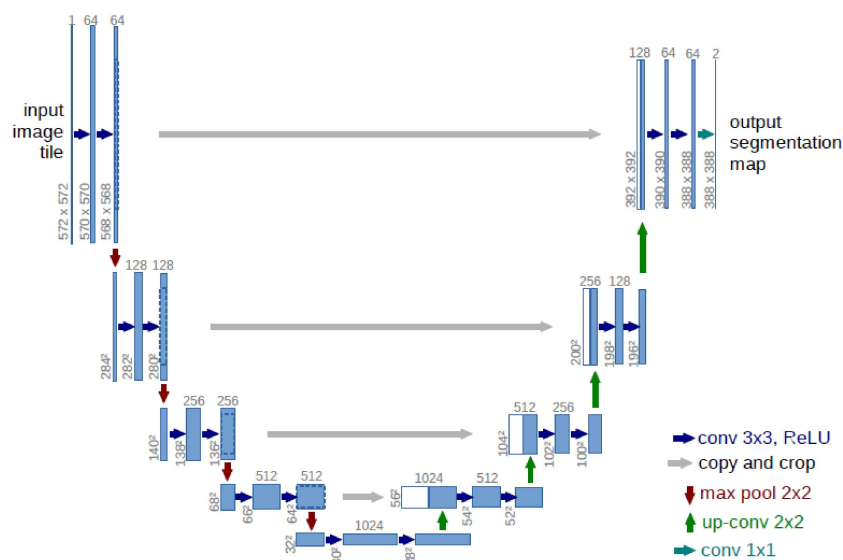 1 64 64
input
image
tile
572 x 572
570 x 570
568 x 568
128 64 64 2
output
segmentation
map
392 x 392
390 x 390
388 x 388
388 x 388
128 128
284²
282²
280²
256 128
200²
198²
196²
256 256
140²
138²
136²
512 256
104²
102²
100²
512 512
68²
66²
64²
1024 512
56²
54²
52²
1024
32²
conv 3x3, ReLU
copy and crop
max pool 2x2
up-conv 2x2
conv 1x1